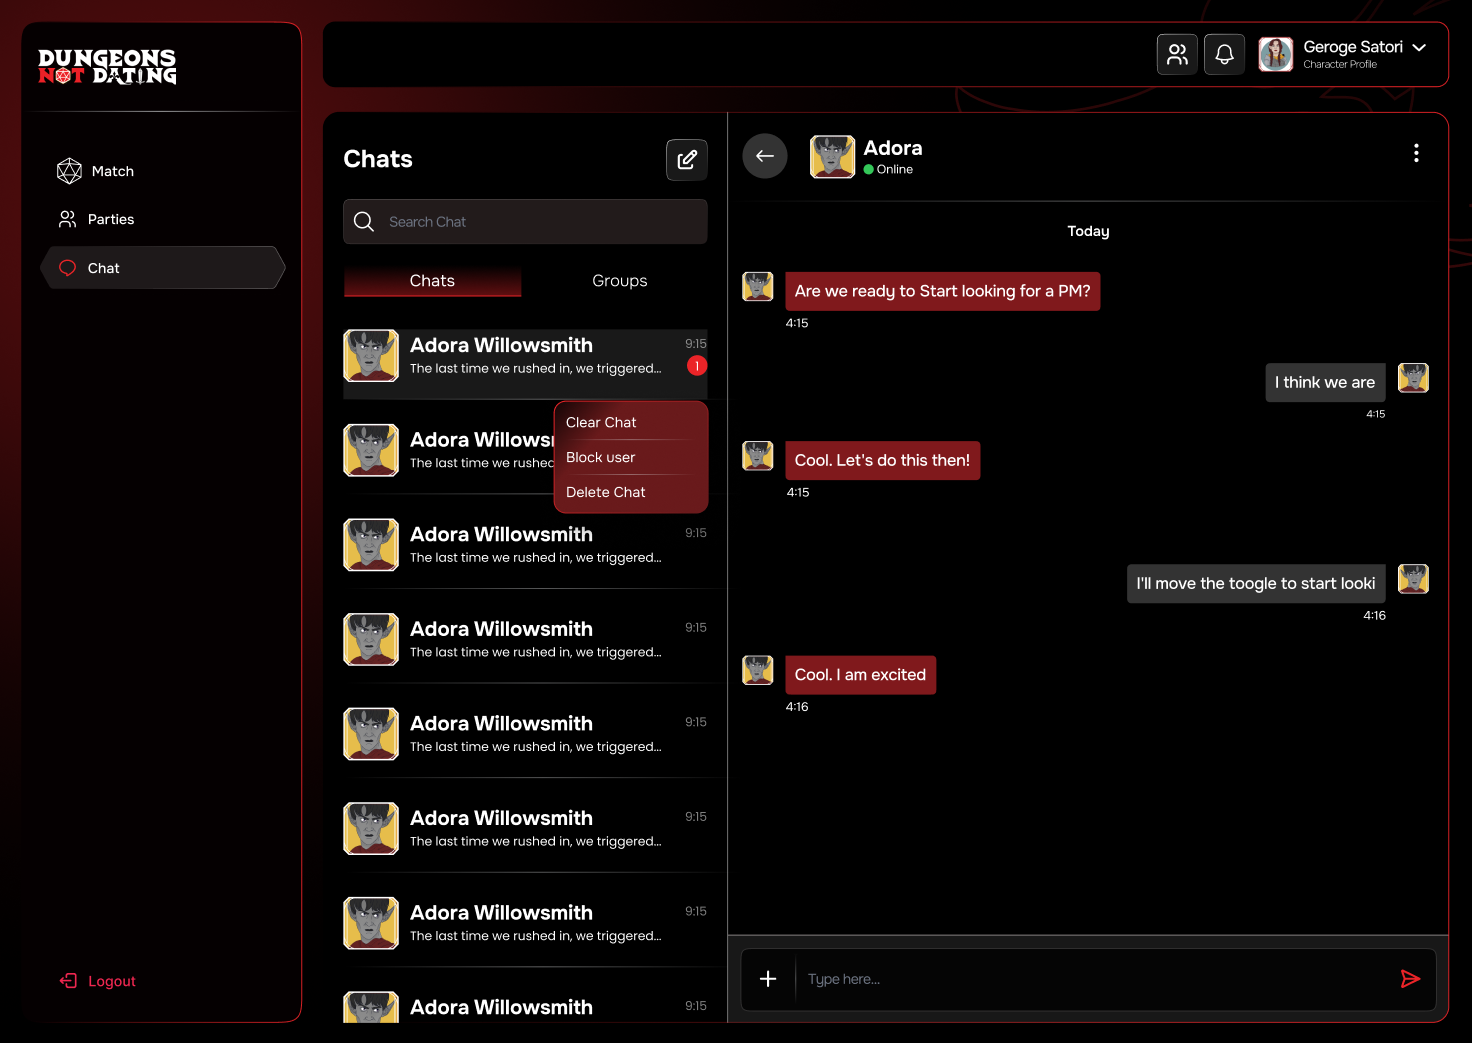 DUNGEONS
NOT DATING
Match
Parties
Chat
Logout
Geroge Satori
Character Profile
Chats
Search Chat
Chats
Groups
Adora Willowsmith
9:15
The last time we rushed in, we triggered...
1
Clear Chat
Block user
Delete Chat
Adora Willows
The last time we rushed
Adora Willowsmith
9:15
The last time we rushed in, we triggered...
Adora Willowsmith
9:15
The last time we rushed in, we triggered...
Adora Willowsmith
9:15
The last time we rushed in, we triggered...
Adora Willowsmith
9:15
The last time we rushed in, we triggered...
Adora Willowsmith
9:15
The last time we rushed in, we triggered...
Adora Willowsmith
9:15
Adora
Online
Today
Are we ready to Start looking for a PM?
4:15
I think we are
4:15
Cool. Let's do this then!
4:15
I'll move the toogle to start looki
4:16
Cool. I am excited
4:16
Type here...